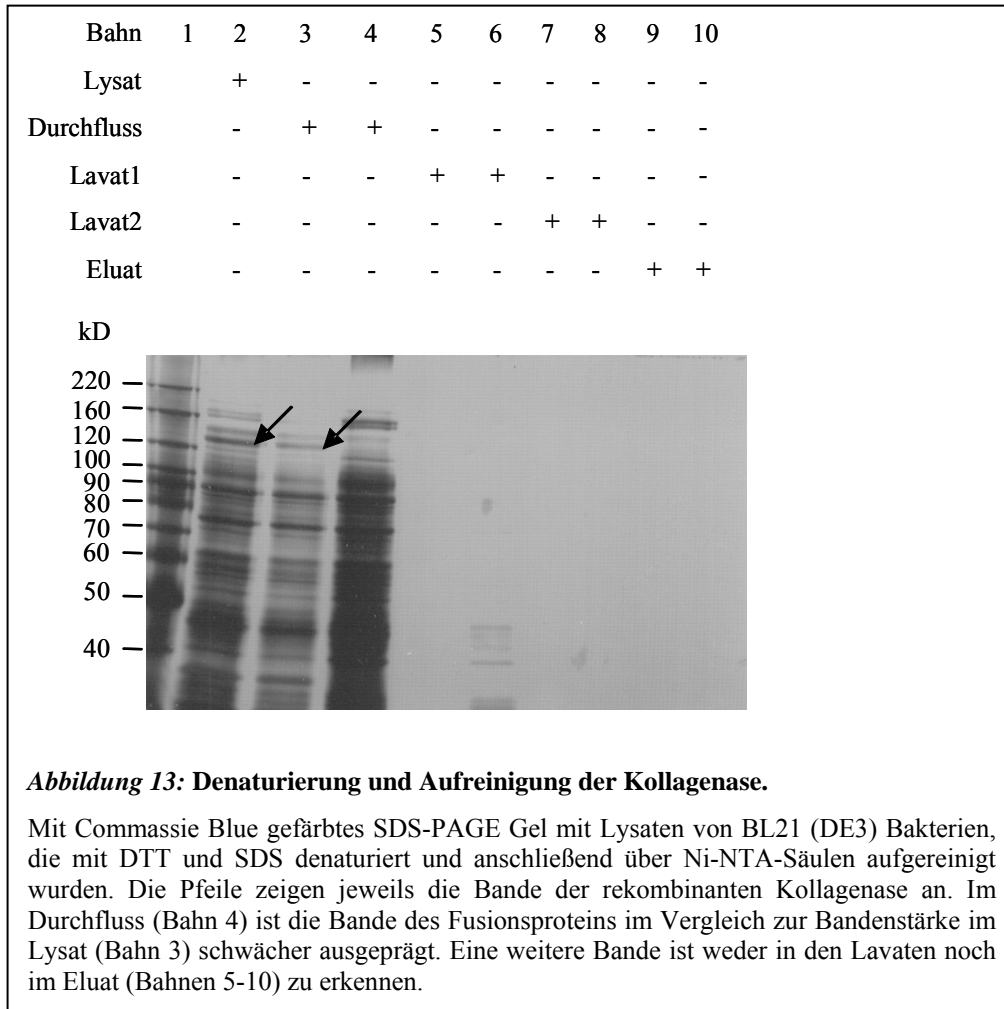 Bahn 1 2 3 4 5 6 7 8 9 10
Lysat + - - - - - - - -
Durchfluss - + + - - - - - -
Lavat1 - - - + + - - - -
Lavat2 - - - - - + + - -
Eluat - - - - - - - + +
kD
220
160
120
100
90
80
70
60
50
40
Abbildung 13: Denaturierung und Aufreinigung der Kollagenase.
Mit Commassie Blue gefärbtes SDS-PAGE Gel mit Lysaten von BL21 (DE3) Bakterien,
die mit DTT und SDS denaturiert und anschließend über Ni-NTA-Säulen aufgereinigt
wurden. Die Pfeile zeigen jeweils die Bande der rekombinanten Kollagenase an. Im
Durchfluss (Bahn 4) ist die Bande des Fusionsproteins im Vergleich zur Bandenstärke im
Lysat (Bahn 3) schwächer ausgeprägt. Eine weitere Bande ist weder in den Lavaten noch
im Eluat (Bahnen 5-10) zu erkennen.